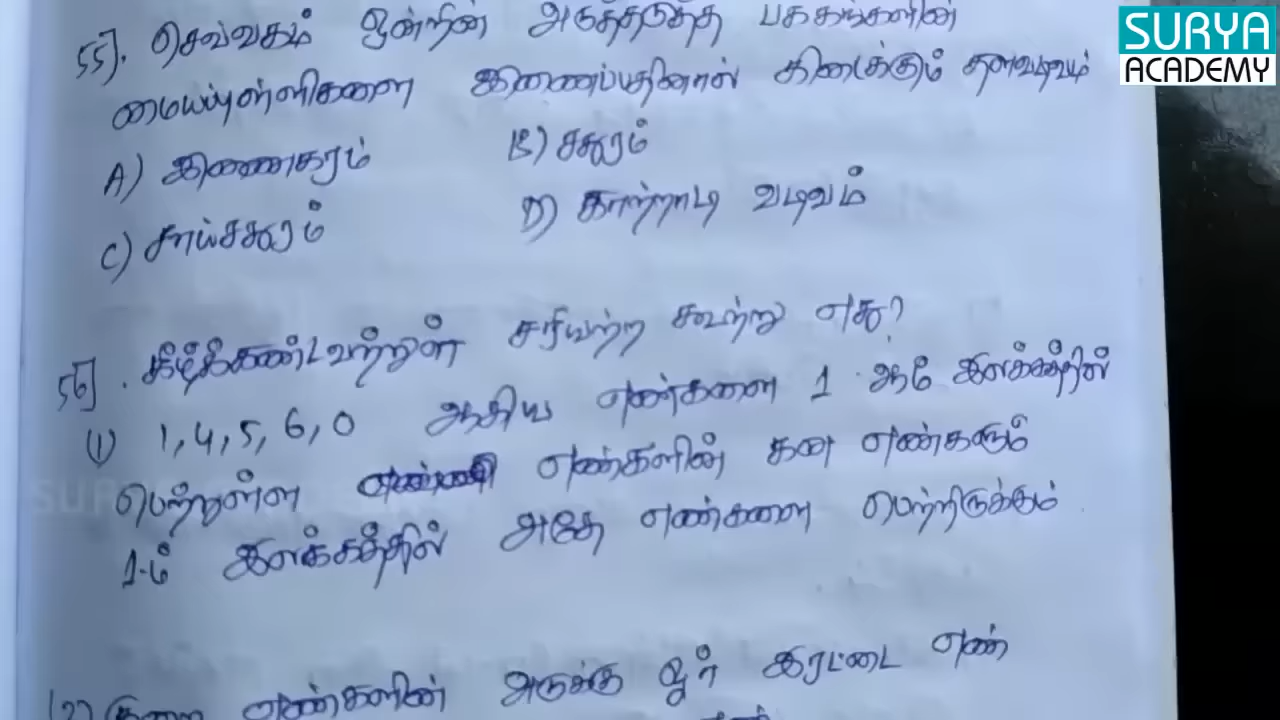 SURYA
ACADEMY
55]. செவ்வகம் ஒன்றின் அடுத்தடுத்த பக்கங்களின்
மையப்புள்ளிகளை இணைப்பதினால் கிடைக்கும் தளவடிவம்
A) இணைகரம் B) சதுரம்
C) சாய்சதுரம் D) காற்றாடி வடிவம்
56]. கீழ்க்கண்டவற்றுள் சரியற்ற கூற்று எது?
(1) 1, 4, 5, 6, 0 ஆகிய எண்களை 1 ஆம் இலக்கத்தில்
பெற்றுள்ள எண்களின் கன எண்களும்
1-ம் இலக்கத்தில் அதே எண்களை பெற்றிருக்கும்
எண்களின் அடுக்கு ஓர் இரட்டை எண்